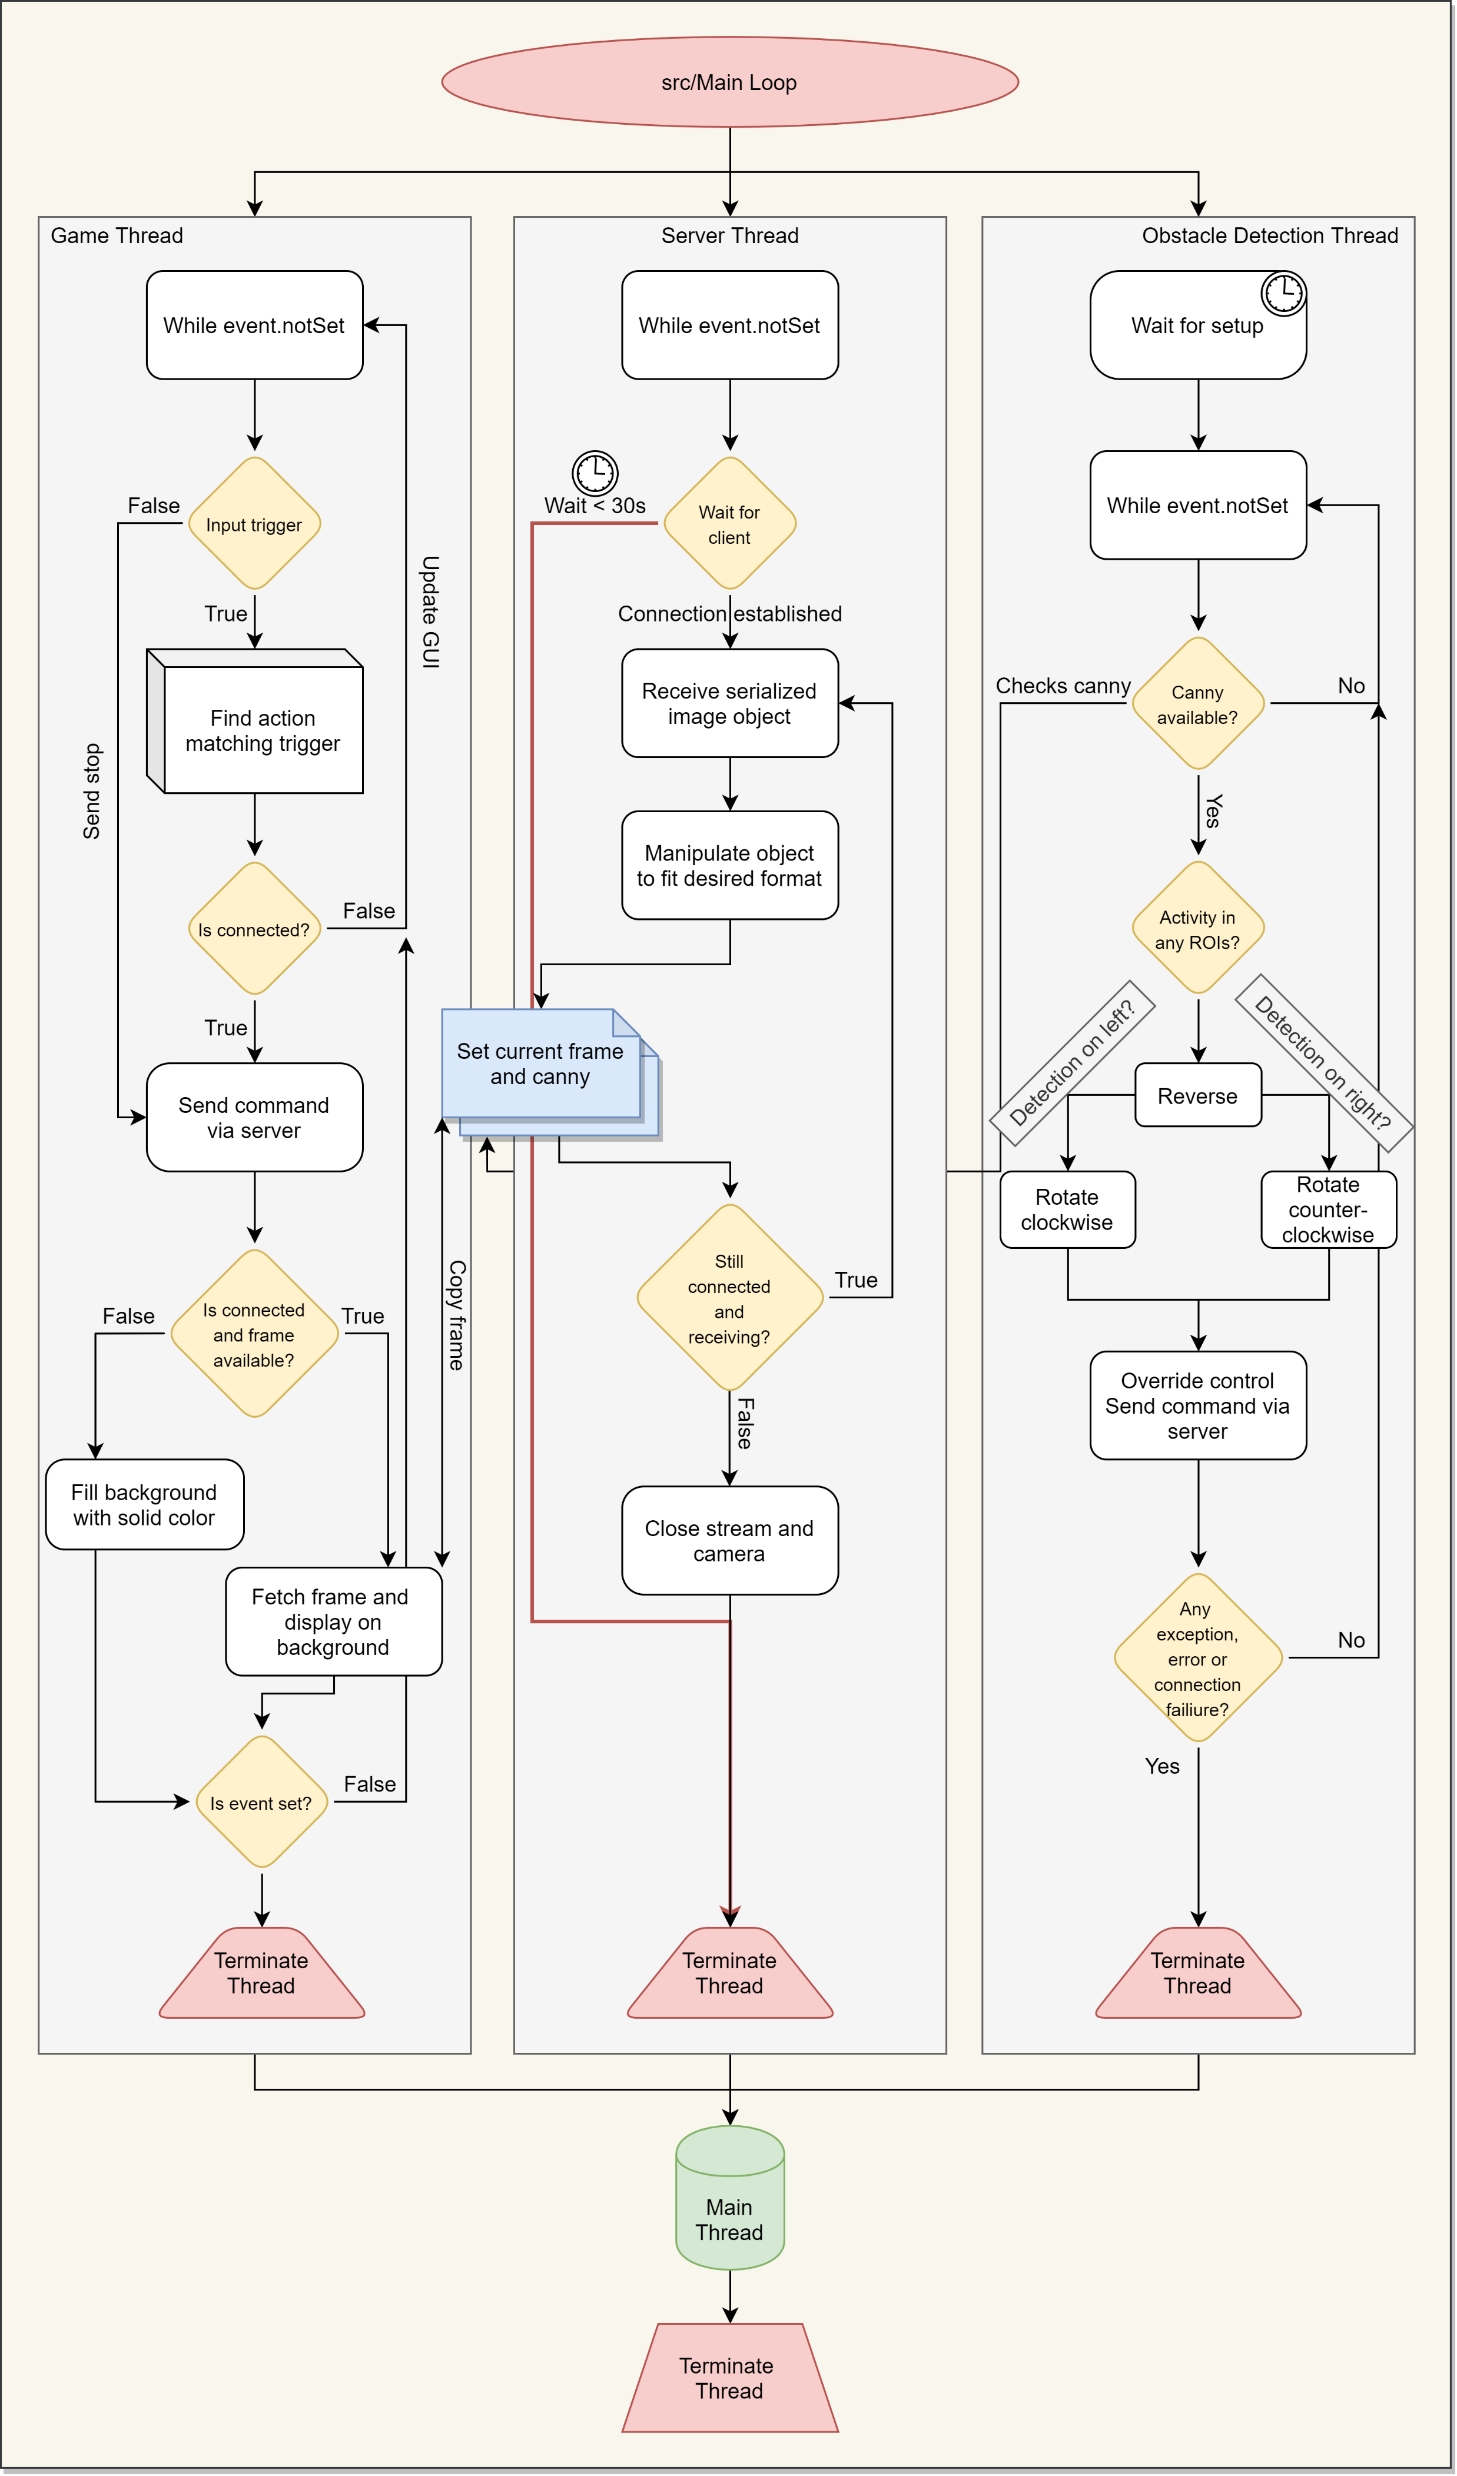 src/Main Loop
Game Thread
While event.notSet
False
Input trigger
True
Update GUI
Find action
matching trigger
Send stop
Is connected?
False
True
Send command
via server
Is connected
and frame
available?
False
True
Copy frame
Fill background
with solid color
Fetch frame and
display on
background
Is event set?
False
Terminate
Thread
Server Thread
While event.notSet
Wait < 30s
Wait for
client
Connection established
Receive serialized
image object
Manipulate object
to fit desired format
Set current frame
and canny
Still
connected
and
receiving?
True
False
Close stream and
camera
Terminate
Thread
Obstacle Detection Thread
Wait for setup
While event.notSet
Checks canny
Canny
available?
No
Yes
Activity in
any ROIs?
Detection on left?
Detection on right?
Reverse
Rotate
clockwise
Rotate
counter-
clockwise
Override control
Send command via
server
Any
exception,
error or
connection
failiure?
No
Yes
Terminate
Thread
Main
Thread
Terminate
Thread